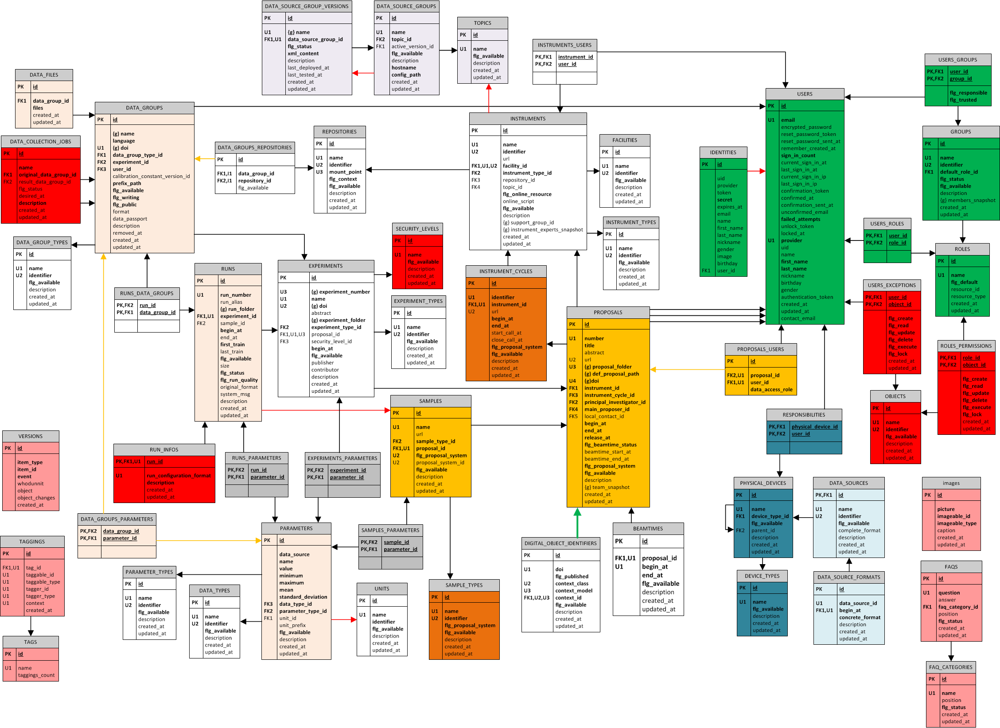 DATA_SOURCE_GROUP_VERSIONS
PK id
U1 {g} name
FK1,U1 data_source_group_id
flg_status
xml_content
description
last_deployed_at
last_tested_at
created_at
updated_at
DATA_SOURCE_GROUPS
PK id
U1 name
FK2 topic_id
FK1 active_version_id
flg_available
description
hostname
config_path
created_at
updated_at
TOPICS
PK id
U1 name
flg_available
description
created_at
updated_at
INSTRUMENTS_USERS
PK,FK1 instrument_id
PK,FK2 user_id
USERS_GROUPS
PK,FK1 user_id
PK,FK2 group_id
flg_responsible
flg_trusted
DATA_FILES
PK id
FK1 data_group_id
files
created_at
updated_at
DATA_GROUPS
PK id
(g) name
language
U1 (g) doi
FK1 data_group_type_id
FK2 experiment_id
FK3 user_id
calibration_constant_version_id
prefix_path
flg_available
flg_writing
flg_public
format
data_passport
description
removed_at
created_at
updated_at
DATA_COLLECTION_JOBS
PK id
name
FK1 original_data_group_id
FK2 result_data_group_id
flg_status
desired_at
description
created_at
updated_at
DATA_GROUPS_REPOSITORIES
PK id
FK1,I1 data_group_id
FK2,I1 repository_id
flg_available
REPOSITORIES
PK id
U1 name
U2 identifier
U3 mount_point
flg_context
flg_available
description
created_at
updated_at
INSTRUMENTS
PK id
U1 name
U2 identifier
url
FK1,U1,U2 facility_id
FK2 instrument_type_id
FK3 repository_id
FK4 topic_id
flg_online_resource
online_script
flg_available
description
{g} support_group_id
{g} instrument_experts_snapshot
created_at
updated_at
FACILITIES
PK id
U1 name
U2 identifier
flg_available
description
created_at
updated_at
INSTRUMENT_TYPES
PK id
U1 name
U2 identifier
flg_available
description
created_at
updated_at
IDENTITIES
PK id
uid
provider
token
secret
expires_at
email
name
first_name
last_name
nickname
gender
image
birthday
FK1 user_id
USERS
PK id
U1 email
encrypted_password
reset_password_token
reset_password_sent_at
remember_created_at
sign_in_count
current_sign_in_at
last_sign_in_at
current_sign_in_ip
last_sign_in_ip
confirmation_token
confirmed_at
confirmation_sent_at
unconfirmed_email
failed_attempts
unlock_token
locked_at
U1 provider
uid
name
first_name
last_name
nickname
birthday
gender
authentication_token
created_at
updated_at
contact_email
GROUPS
PK id
U1 name
U2 identifier
FK1 default_role_id
flg_status
flg_available
description
{g} members_snapshot
created_at
updated_at
USERS_ROLES
PK,FK1 user_id
PK,FK2 role_id
ROLES
PK id
U1 name
flg_default
resource_id
resource_type
created_at
updated_at
DATA_GROUP_TYPES
PK id
U1 name
U2 identifier
flg_available
description
created_at
updated_at
RUNS_DATA_GROUPS
PK,FK2 run_id
PK,FK1 data_group_id
RUNS
PK id
U1 run_number
run_alias
(g) run_folder
FK1,U1 experiment_id
FK2 sample_id
begin_at
end_at
first_train
last_train
flg_available
size
flg_status
flg_run_quality
original_format
system_msg
description
created_at
updated_at
EXPERIMENTS
PK id
U3 (g) experiment_number
U1 name
U2 (g) doi
abstract
(g) experiment_folder
FK2 experiment_type_id
FK1,U1,U3 proposal_id
FK3 security_level_id
begin_at
flg_available
publisher
contributor
description
created_at
updated_at
SECURITY_LEVELS
PK id
U1 name
flg_available
description
created_at
updated_at
EXPERIMENT_TYPES
PK id
U1 name
U2 identifier
flg_available
description
created_at
updated_at
INSTRUMENT_CYCLES
PK id
U1 identifier
FK1,U1 instrument_id
U2 url
begin_at
end_at
start_call_at
close_call_at
flg_proposal_system
flg_available
description
created_at
updated_at
PROPOSALS
PK id
U1 number
title
abstract
U2 url
U3 (g) proposal_folder
(g) def_proposal_path
U4 (g)doi
FK1 instrument_id
FK3 instrument_cycle_id
FK2 principal_investigator_id
FK4 main_proposer_id
FK5 local_contact_id
begin_at
end_at
release_at
flg_beamtime_status
beamtime_start_at
beamtime_end_at
flg_proposal_system
flg_available
description
{g} team_snapshot
created_at
updated_at
PROPOSALS_USERS
PK id
FK2,U1 proposal_id
FK1,U1 user_id
data_access_role
USERS_EXCEPTIONS
PK,FK1 user_id
PK,FK2 object_id
flg_create
flg_read
flg_update
flg_delete
flg_execute
flg_lock
created_at
updated_at
ROLES_PERMISSIONS
PK,FK1 role_id
PK,FK2 object_id
flg_create
flg_read
flg_update
flg_delete
flg_execute
flg_lock
created_at
updated_at
OBJECTS
PK id
U1 name
U2 identifier
flg_available
description
created_at
updated_at
SAMPLES
PK id
U1 name
url
FK2 sample_type_id
FK1,U1 proposal_id
U2 flg_proposal_system
U2 proposal_system_id
flg_available
description
created_at
updated_at
RESPONSIBILITIES
PK,FK1 physical_device_id
PK,FK2 user_id
VERSIONS
PK id
item_type
item_id
event
whodunnit
object
object_changes
created_at
RUN_INFOS
PK,FK1,U1 run_id
U1 run_configuration_format
description
created_at
updated_at
RUNS_PARAMETERS
PK,FK2 run_id
PK,FK1 parameter_id
EXPERIMENTS_PARAMETERS
PK,FK2 experiment_id
PK,FK1 parameter_id
PHYSICAL_DEVICES
PK id
U1 name
FK1 device_type_id
flg_available
FK2 parent_id
description
created_at
updated_at
DATA_SOURCES
PK,FK1 id
U1 name
U2 identifier
flg_available
complete_format
description
created_at
updated_at
images
PK id
picture
imageable_id
imageable_type
caption
created_at
updated_at
DATA_GROUPS_PARAMETERS
PK,FK2 data_group_id
PK,FK1 parameter_id
TAGGINGS
PK id
FK1,U1 tag_id
U1 taggable_id
U1 taggable_type
U1 tagger_id
U1 tagger_type
U1 context
created_at
PARAMETERS
PK id
data_source
name
value
minimum
maximum
mean
standard_deviation
FK3 data_type_id
FK2 parameter_type_id
FK1 unit_id
unit_prefix
flg_available
description
created_at
updated_at
SAMPLES_PARAMETERS
PK,FK2 sample_id
PK,FK1 parameter_id
DIGITAL_OBJECT_IDENTIFIERS
PK id
U1 doi
flg_published
U2 context_class
U3 context_model
FK1,U2,U3 context_id
flg_available
description
created_at
updated_at
BEAMTIMES
PK id
FK1,U1 proposal_id
U1 begin_at
end_at
flg_available
description
created_at
updated_at
PARAMETER_TYPES
PK id
U1 name
U2 identifier
flg_available
description
created_at
updated_at
DATA_TYPES
PK id
U1 name
U2 identifier
flg_available
description
created_at
updated_at
UNITS
PK id
U1 name
identifier
flg_available
description
created_at
updated_at
SAMPLE_TYPES
PK id
U1 name
U2 identifier
flg_proposal_system
flg_available
description
created_at
updated_at
DEVICE_TYPES
PK id
U1 name
flg_available
description
created_at
updated_at
DATA_SOURCE_FORMATS
PK id
U1 data_source_id
FK1,U1 begin_at
concrete_format
description
created_at
updated_at
FAQS
PK id
U1 question
answer
FK1 faq_category_id
position
flg_status
created_at
updated_at
TAGS
PK id
U1 name
taggings_count
FAQ_CATEGORIES
PK id
U1 name
position
flg_status
created_at
updated_at